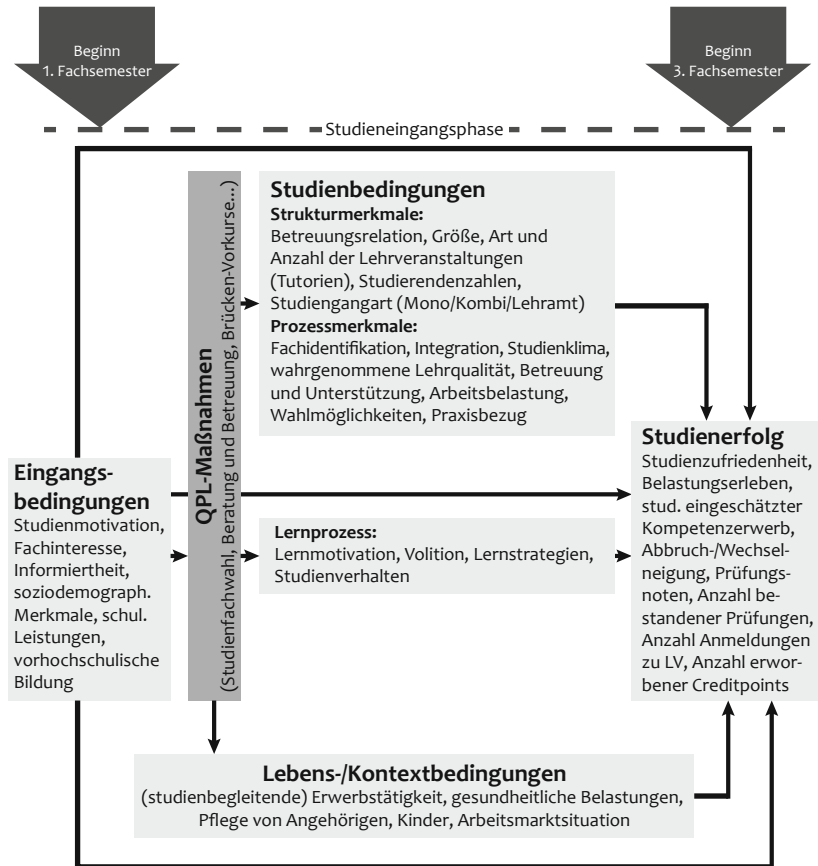 Beginn
1. Fachsemester
Beginn
3. Fachsemester
Studieneingangsphase
Studienbedingungen
Strukturmerkmale:
Betreuungsrelation, Größe, Art und
Anzahl der Lehrveranstaltungen
(Tutorien), Studierendenzahlen,
Studiengangart (Mono/Kombi/Lehramt)
Prozessmerkmale:
Fachidentifikation, Integration, Studienklima,
wahrgenommene Lehrqualität, Betreuung
und Unterstützung, Arbeitsbelastung,
Wahlmöglichkeiten, Praxisbezug
QPL-Maßnahmen
(Studienfachwahl, Beratung und Betreuung, Brücken-Vorkurse...)
Eingangs-
bedingungen
Studienmotivation,
Fachinteresse,
Informiertheit,
soziodemograph.
Merkmale, schul.
Leistungen,
vorhochschulische
Bildung
Lernprozess:
Lernmotivation, Volition, Lernstrategien,
Studienverhalten
Studienerfolg
Studienzufriedenheit,
Belastungserleben,
stud. eingeschätzter
Kompetenzerwerb,
Abbruch-/Wechsel-
neigung, Prüfungs-
noten, Anzahl be-
standener Prüfungen,
Anzahl Anmeldungen
zu LV, Anzahl erwor-
bener Creditpoints
Lebens-/Kontextbedingungen
(studienbegleitende) Erwerbstätigkeit, gesundheitliche Belastungen,
Pflege von Angehörigen, Kinder, Arbeitsmarktsituation